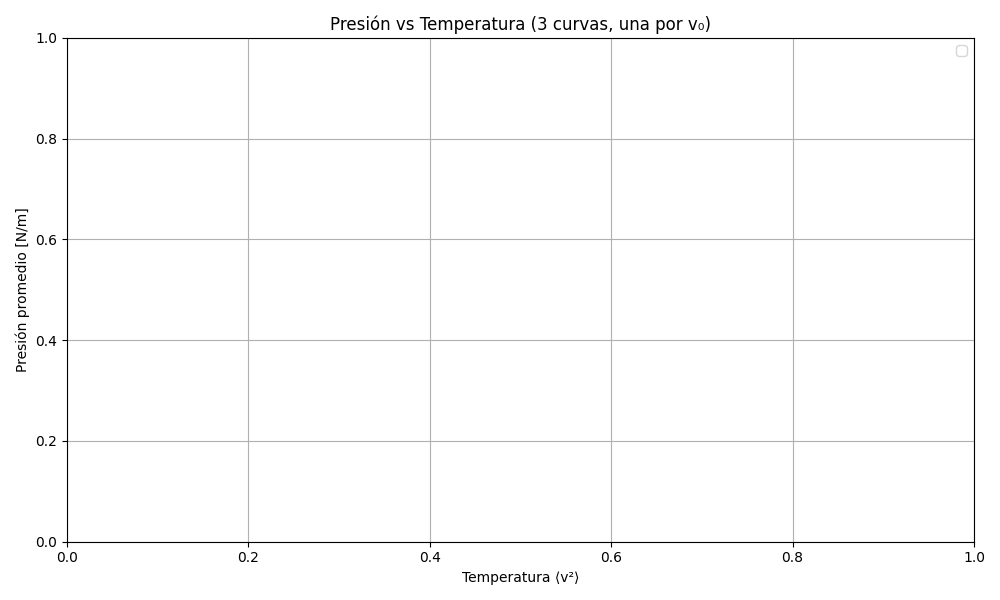 Presión vs Temperatura (3 curvas, una por v₀)
1.0
0.8
0.6
0.4
0.2
0.0
Presión promedio [N/m]
0.0 0.2 0.4 0.6 0.8 1.0
Temperatura ⟨v²⟩